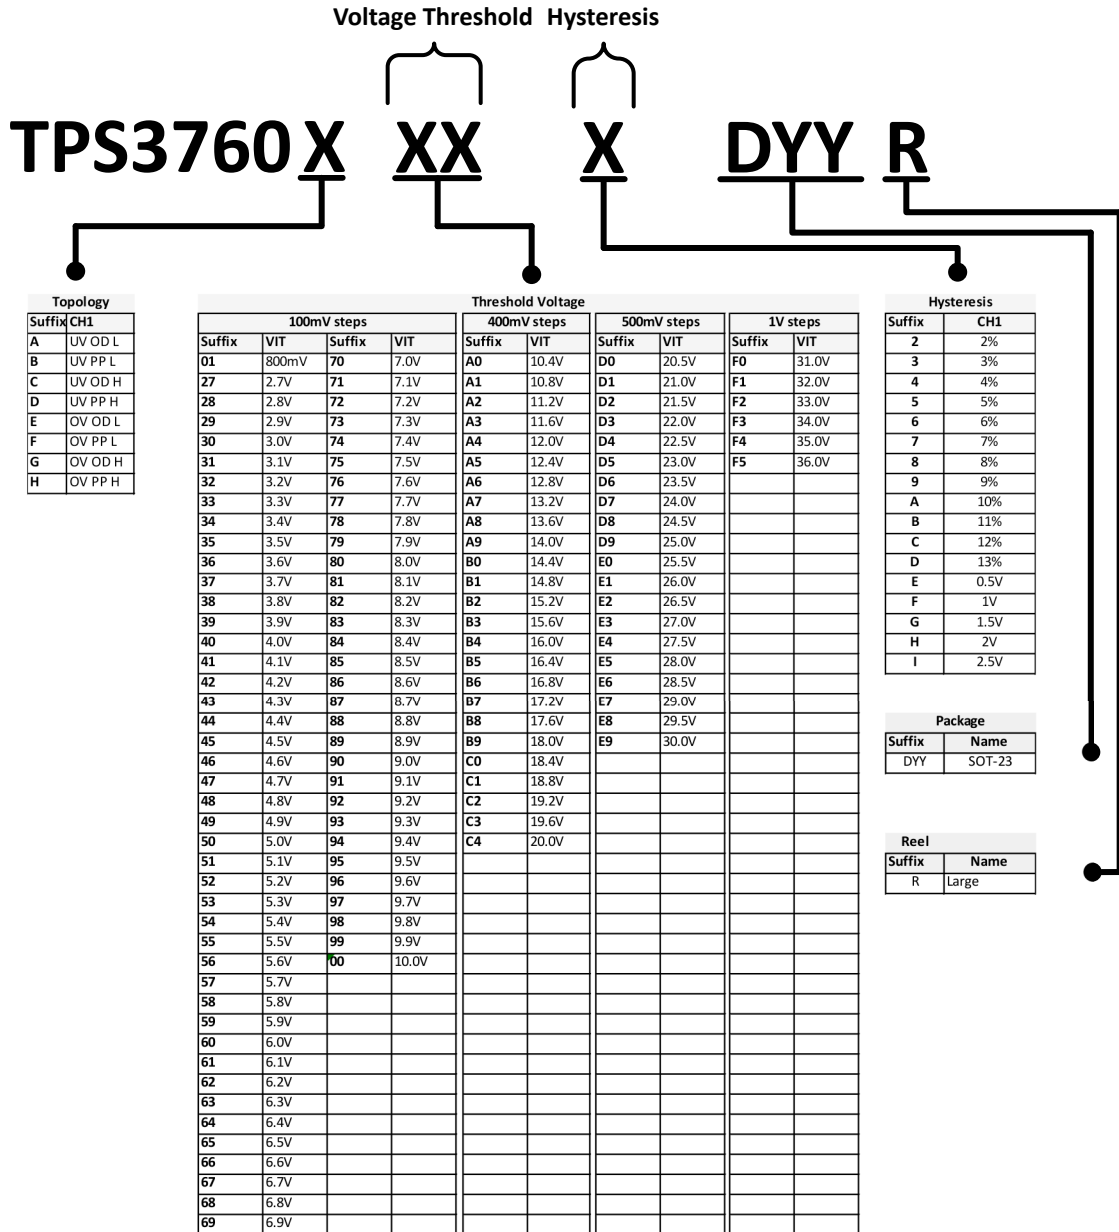 Voltage Threshold Hysteresis
TPS3760X XX X DYY R
Topology
Suffix CH1
A UV OD L
B UV PP L
C UV OD H
D UV PP H
E OV OD L
F OV PP L
G OV OD H
H OV PP H
Threshold Voltage
100mV steps 400mV steps 500mV steps 1V steps
Suffix VIT Suffix VIT Suffix VIT Suffix VIT Suffix VIT
01 800mV 70 7.0V A0 10.4V D0 20.5V F0 31.0V
27 2.7V 71 7.1V A1 10.8V D1 21.0V F1 32.0V
28 2.8V 72 7.2V A2 11.2V D2 21.5V F2 33.0V
29 2.9V 73 7.3V A3 11.6V D3 22.0V F3 34.0V
30 3.0V 74 7.4V A4 12.0V D4 22.5V F4 35.0V
31 3.1V 75 7.5V A5 12.4V D5 23.0V F5 36.0V
32 3.2V 76 7.6V A6 12.8V D6 23.5V
33 3.3V 77 7.7V A7 13.2V D7 24.0V
34 3.4V 78 7.8V A8 13.6V D8 24.5V
35 3.5V 79 7.9V A9 14.0V D9 25.0V
36 3.6V 80 8.0V B0 14.4V E0 25.5V
37 3.7V 81 8.1V B1 14.8V E1 26.0V
38 3.8V 82 8.2V B2 15.2V E2 26.5V
39 3.9V 83 8.3V B3 15.6V E3 27.0V
40 4.0V 84 8.4V B4 16.0V E4 27.5V
41 4.1V 85 8.5V B5 16.4V E5 28.0V
42 4.2V 86 8.6V B6 16.8V E6 28.5V
43 4.3V 87 8.7V B7 17.2V E7 29.0V
44 4.4V 88 8.8V B8 17.6V E8 29.5V
45 4.5V 89 8.9V B9 18.0V E9 30.0V
46 4.6V 90 9.0V C0 18.4V
47 4.7V 91 9.1V C1 18.8V
48 4.8V 92 9.2V C2 19.2V
49 4.9V 93 9.3V C3 19.6V
50 5.0V 94 9.4V C4 20.0V
51 5.1V 95 9.5V
52 5.2V 96 9.6V
53 5.3V 97 9.7V
54 5.4V 98 9.8V
55 5.5V 99 9.9V
56 5.6V 00 10.0V
57 5.7V
58 5.8V
59 5.9V
60 6.0V
61 6.1V
62 6.2V
63 6.3V
64 6.4V
65 6.5V
66 6.6V
67 6.7V
68 6.8V
69 6.9V
Hysteresis
Suffix CH1
2 2%
3 3%
4 4%
5 5%
6 6%
7 7%
8 8%
9 9%
A 10%
B 11%
C 12%
D 13%
E 0.5V
F 1V
G 1.5V
H 2V
I 2.5V
Package
Suffix Name
DYY SOT-23
Reel
Suffix Name
R Large